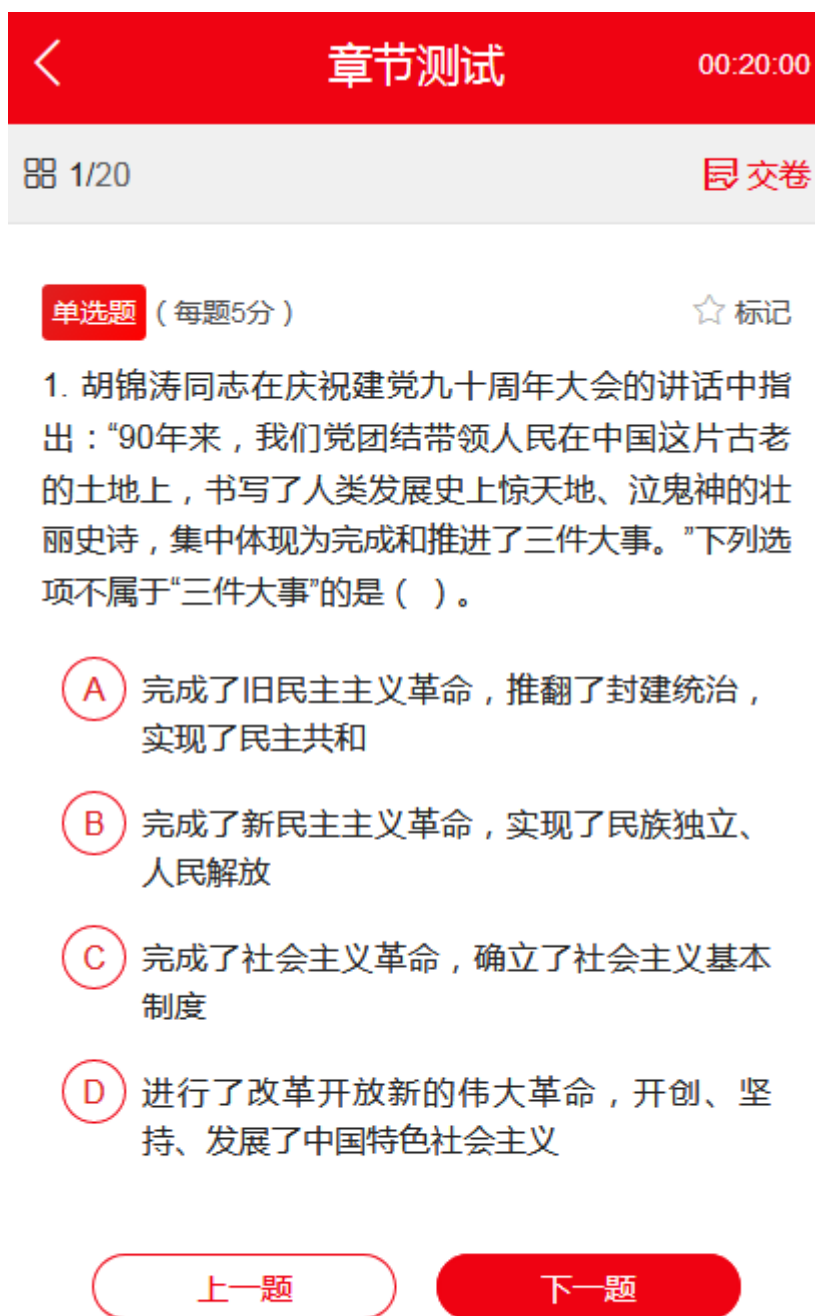 章节测试 00:20:00
1/20 交卷
单选题 (每题5分) 标记
1. 胡锦涛同志在庆祝建党九十周年大会的讲话中指
出：“90年来，我们党团结带领人民在中国这片古老
的土地上，书写了人类发展史上惊天地、泣鬼神的壮
丽史诗，集中体现为完成和推进了三件大事。”下列选
项不属于“三件大事”的是（ ）。
A 完成了旧民主主义革命，推翻了封建统治，
实现了民主共和
B 完成了新民主主义革命，实现了民族独立、
人民解放
C 完成了社会主义革命，确立了社会主义基本
制度
D 进行了改革开放新的伟大革命，开创、坚
持、发展了中国特色社会主义
上一题 下一题